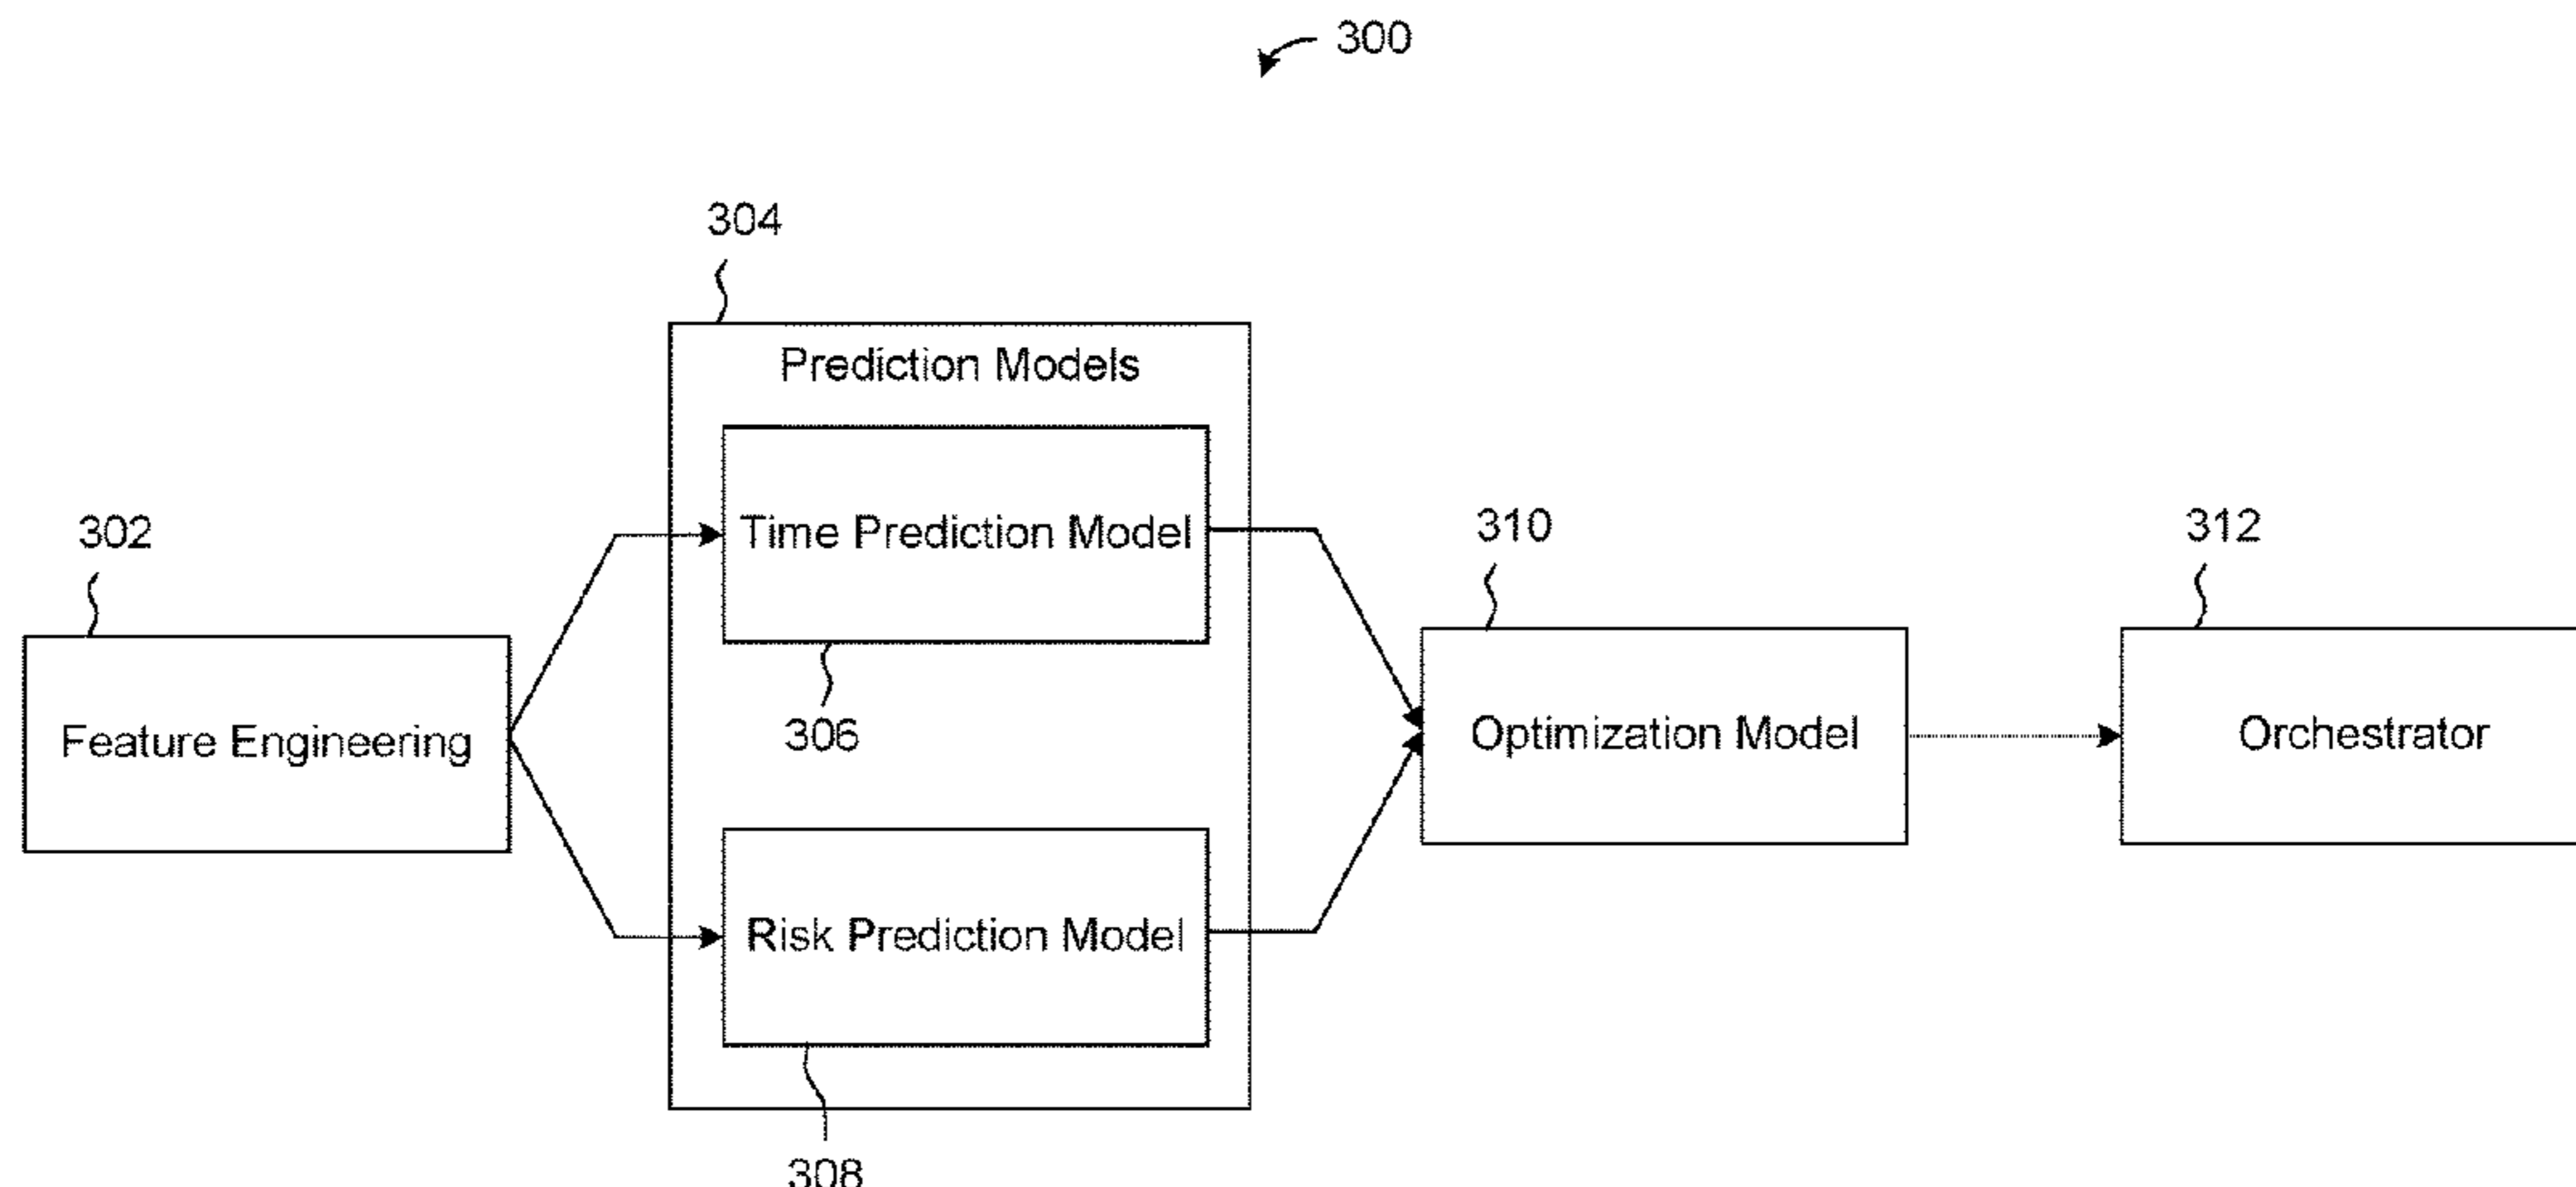 300
304
Prediction Models
302
Time Prediction Model
310
312
306
Feature Engineering
Optimization Model
Orchestrator
Risk Prediction Model
308